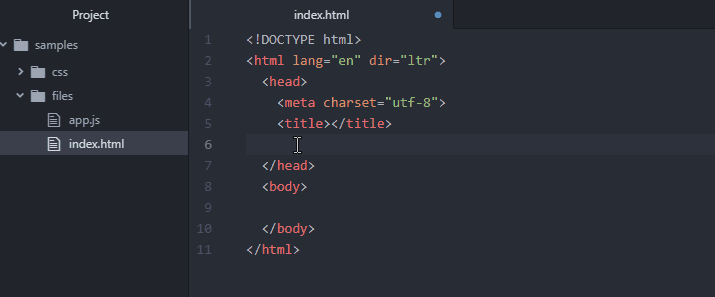 Project
samples
css
files
app.js
index.html
index.html
1 <!DOCTYPE html>
2 <html lang="en" dir="ltr">
3 <head>
4 <meta charset="utf-8">
5 <title></title>
6
7 </head>
8 <body>
9
10 </body>
11 </html>